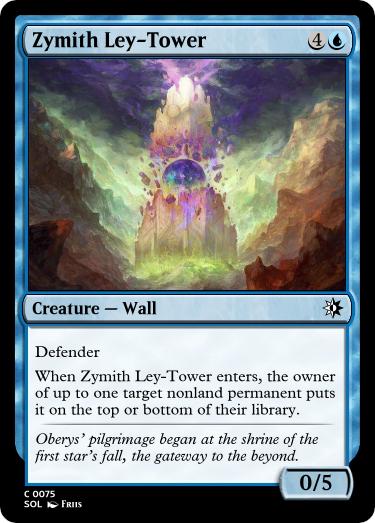 Zymith Ley-Tower 4
Creature — Wall
Defender
When Zymith Ley-Tower enters, the owner
of up to one target nonland permanent puts
it on the top or bottom of their library.
Oberys' pilgrimage began at the shrine of the
first star's fall, the gateway to the beyond.
0/5
C 0075
SOL Friis